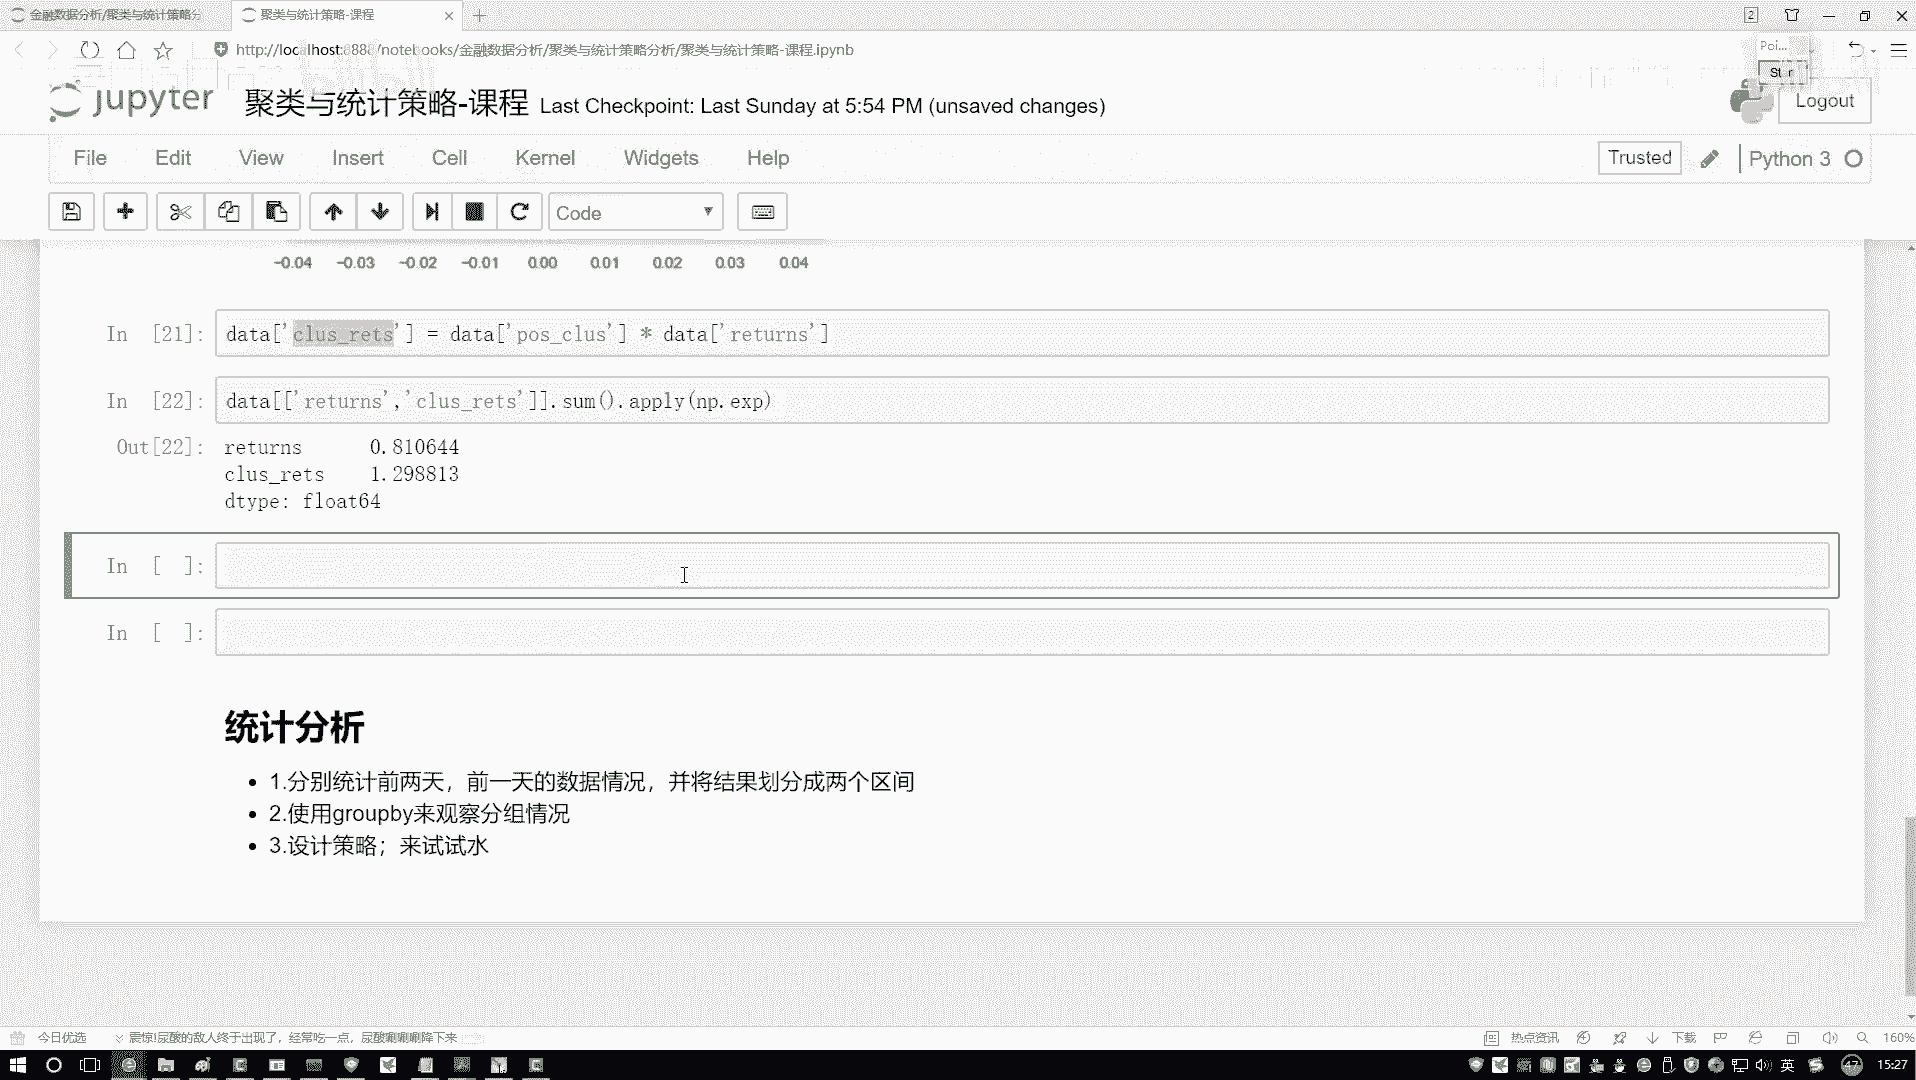 金融数据分析/聚类与统计策略分
聚类与统计策略-课程
2
http://localhost:8888/notebooks/金融数据分析/聚类与统计策略分析/聚类与统计策略-课程.ipynb
Poi...
jupyter 聚类与统计策略-课程 Last Checkpoint: Last Sunday at 5:54 PM (unsaved changes)
Logout
File Edit View Insert Cell Kernel Widgets Help
Trusted Python 3
Code
-0.04 -0.03 -0.02 -0.01 0.00 0.01 0.02 0.03 0.04
In [21]: data['clus_rets'] = data['pos_clus'] * data['returns']
In [22]: data[['returns','clus_rets']].sum().apply(np.exp)
Out[22]: returns 0.810644
clus_rets 1.298813
dtype: float64
In [ ]:
In [ ]:
统计分析
1.分别统计前两天，前一天的数据情况，并将结果划分成两个区间
2.使用groupby来观察分组情况
3.设计策略；来试试水
今日优选 震惊!尿酸的敌人终于出现了，经常吃一点，尿酸唰唰唰降下来
热点资讯 下载 160%
英 47 15:27